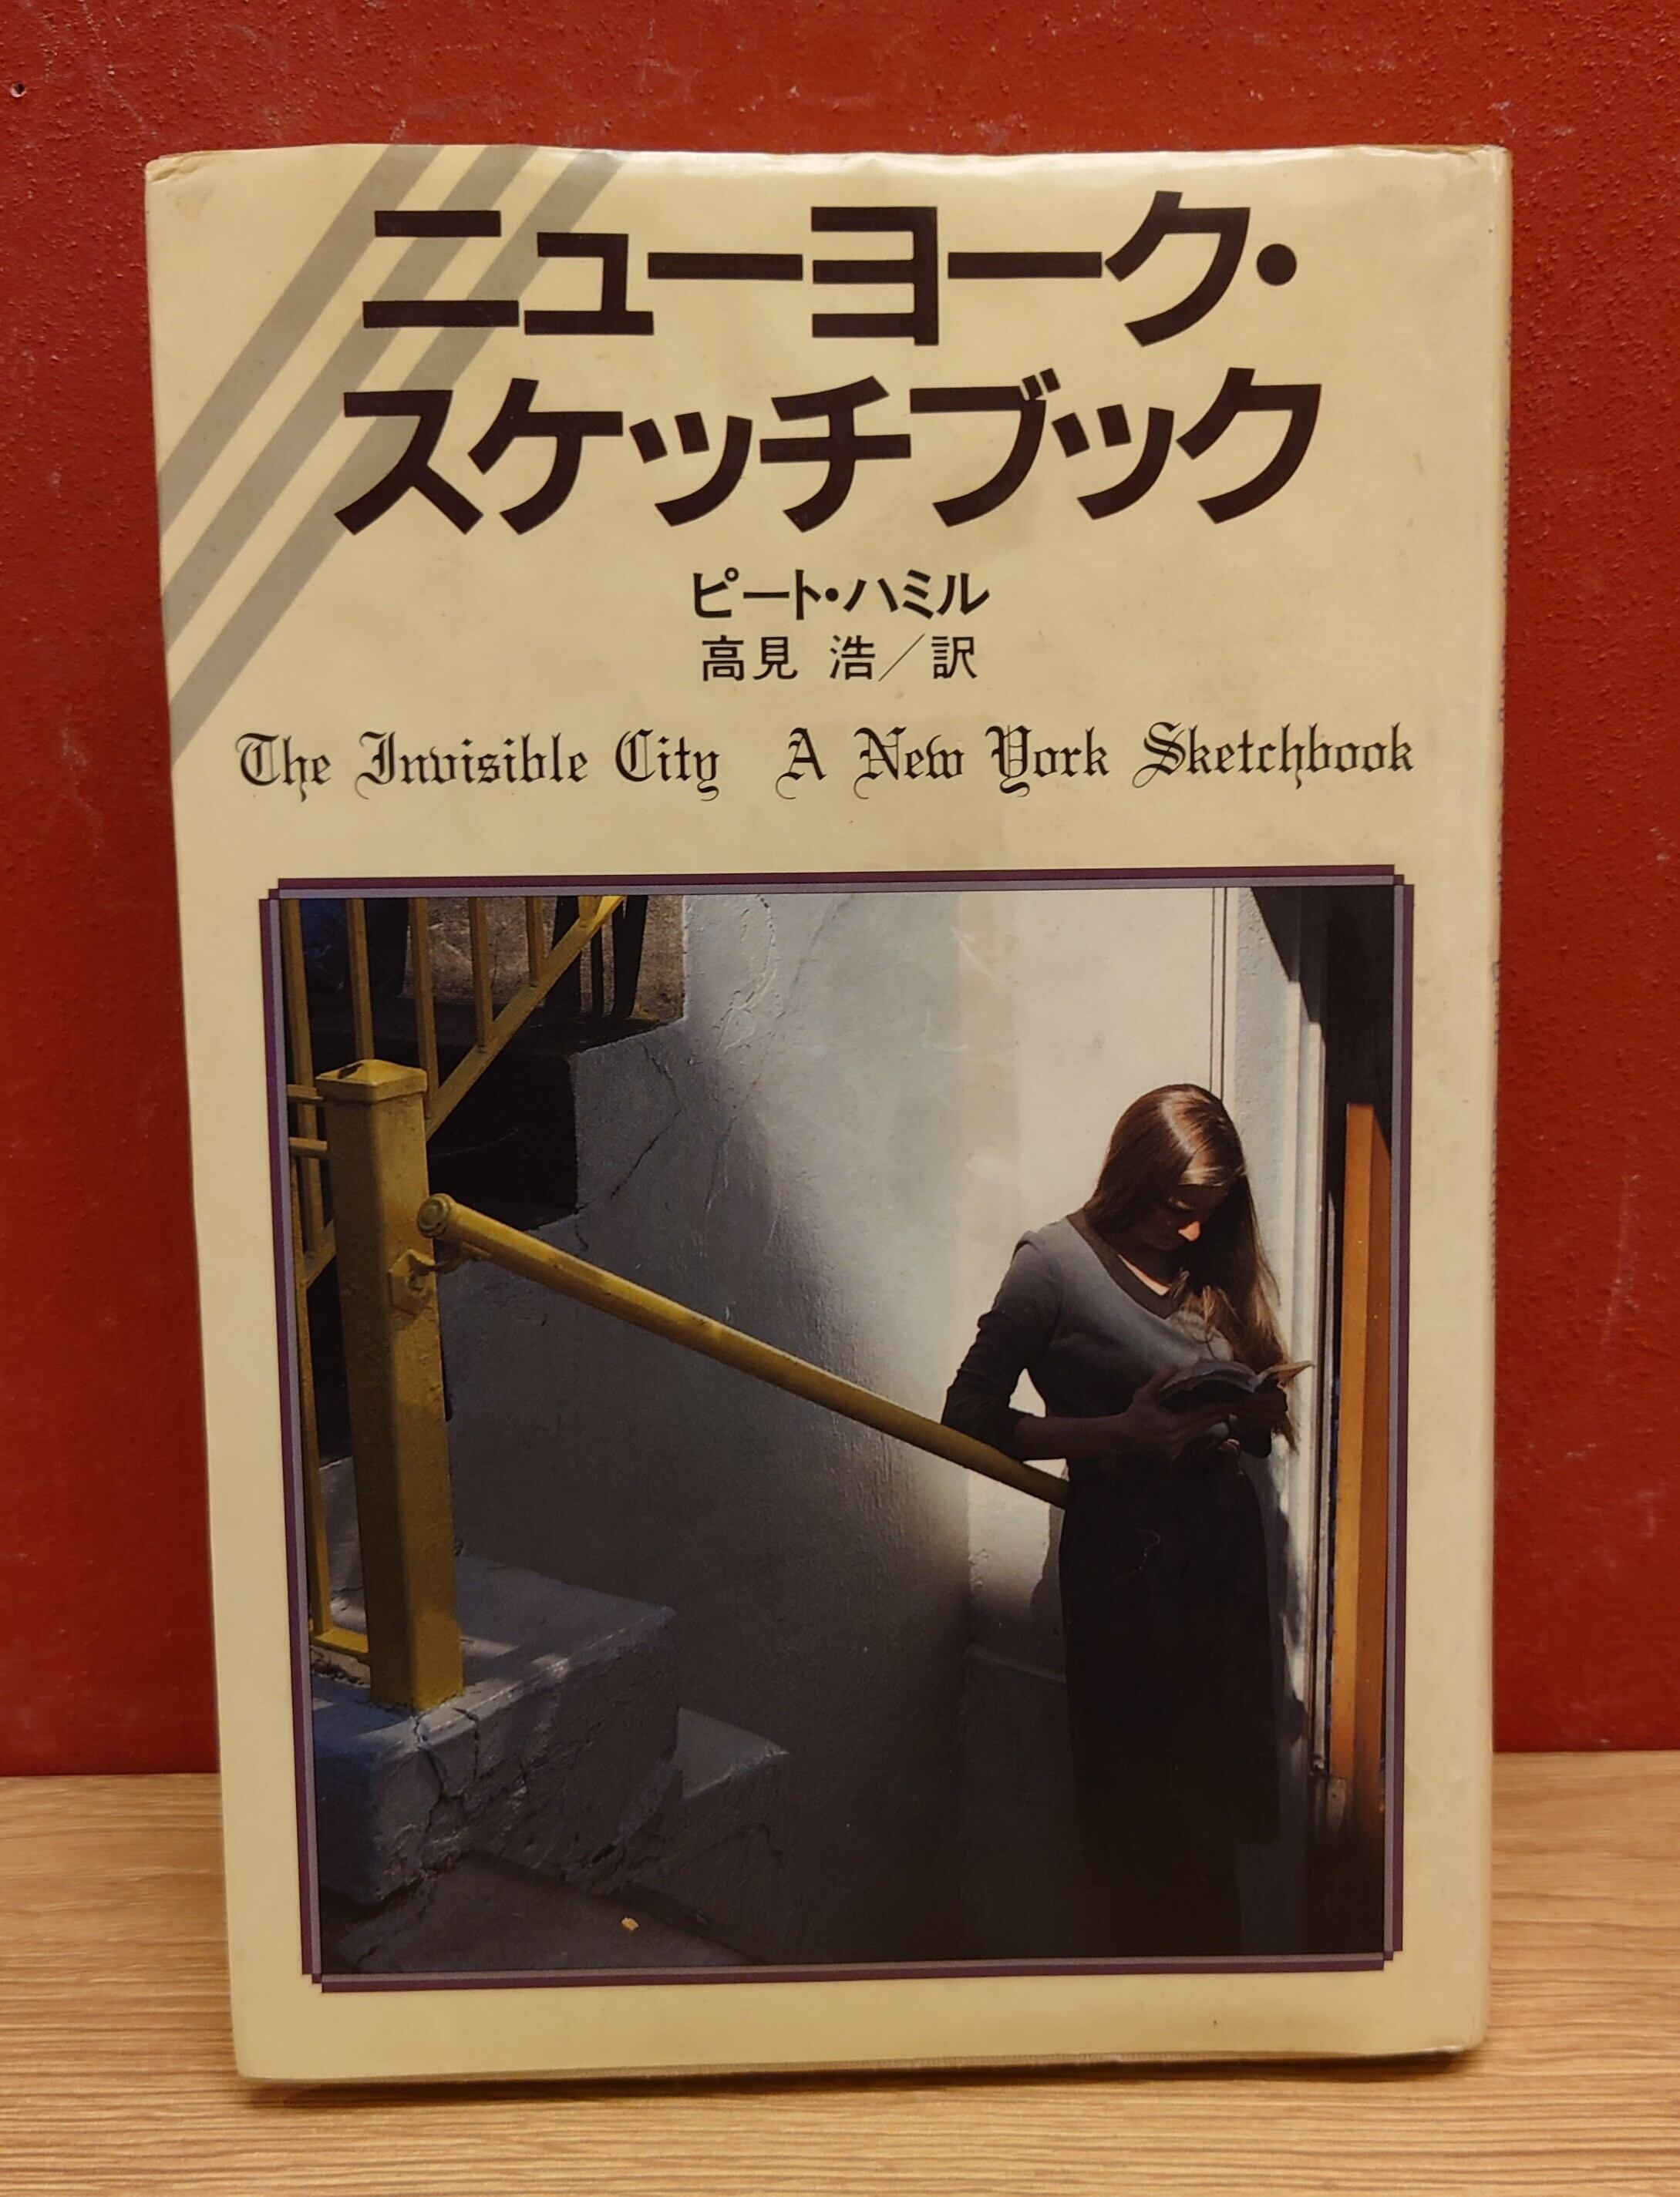 ニューヨーク・
スケッチブック
ピート・ハミル
高見 浩／訳
The Invisible City A New York Sketchbook